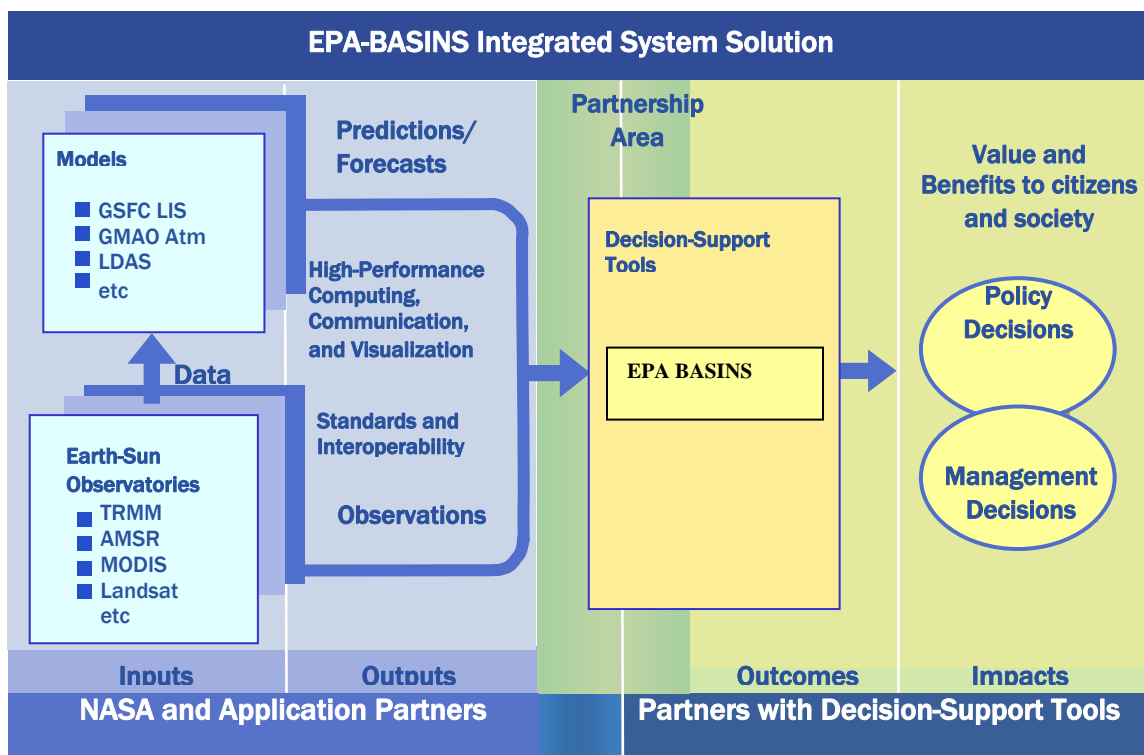 EPA-BASINS Integrated System Solution
Models
GSFC LIS
GMAO Atm
LDAS
etc
Data
Earth-Sun
Observatories
TRMM
AMSR
MODIS
Landsat
etc
Predictions/
Forecasts
High-Performance
Computing,
Communication,
and Visualization
Standards and
Interoperability
Observations
Partnership
Area
Decision-Support
Tools
EPA BASINS
Value and
Benefits to citizens
and society
Policy
Decisions
Management
Decisions
Inputs
Outputs
Outcomes
Impacts
NASA and Application Partners
Partners with Decision-Support Tools